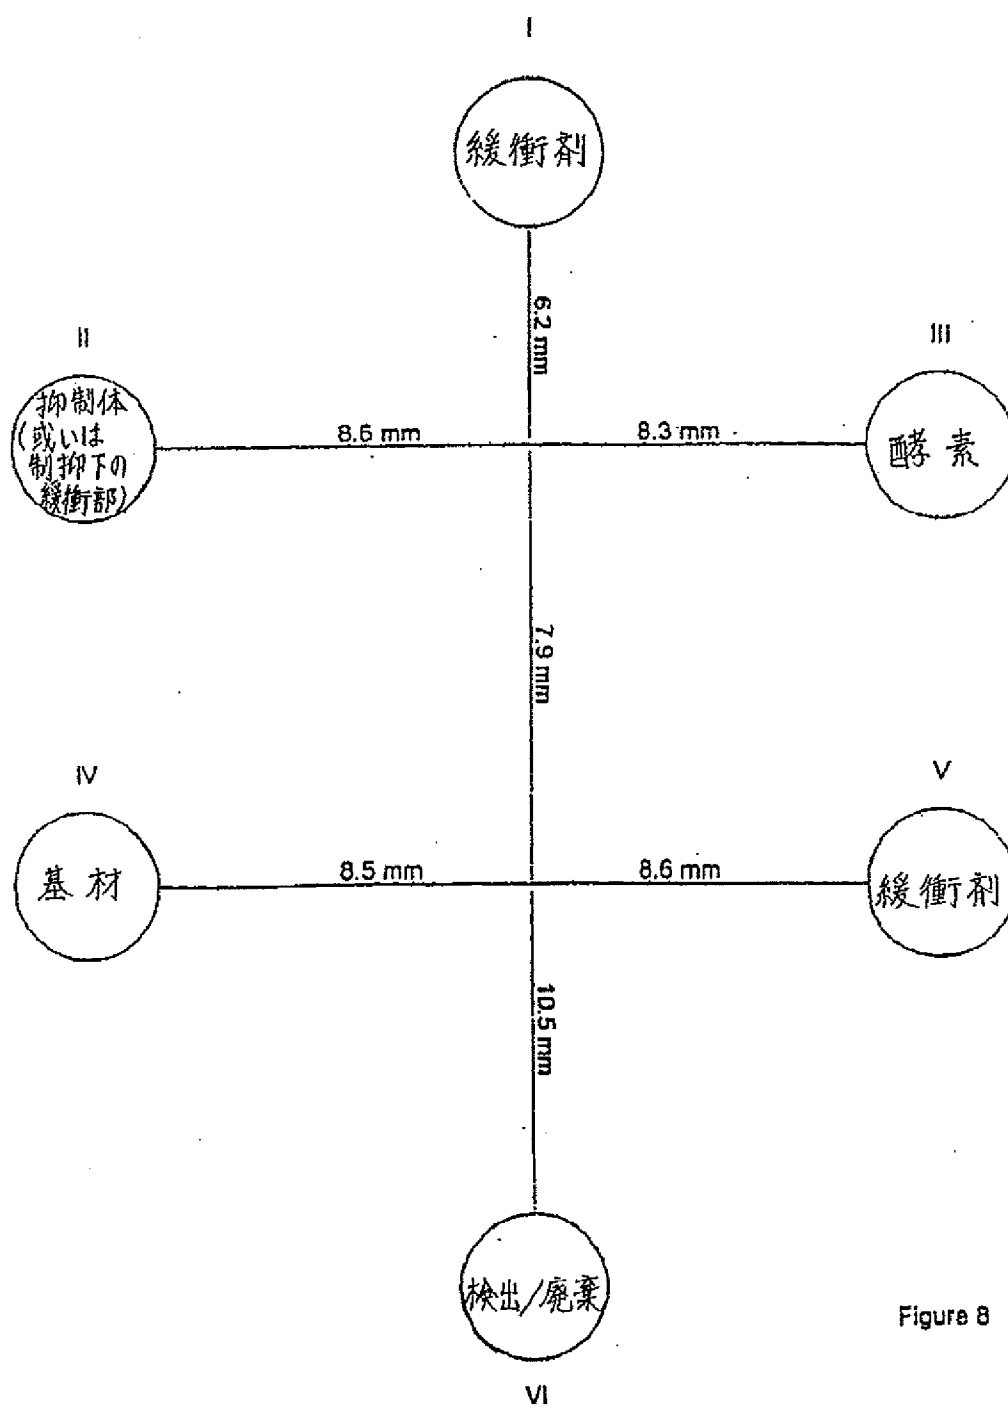 I
緩衝剤
6.2 mm
II
III
抑制体
(或いは
制抑下の
緩衝部)
8.6 mm
8.3 mm
酵素
7.9 mm
IV
V
基材
8.5 mm
8.6 mm
緩衝剤
10.5 mm
検出/廃棄
Figure 8
VI